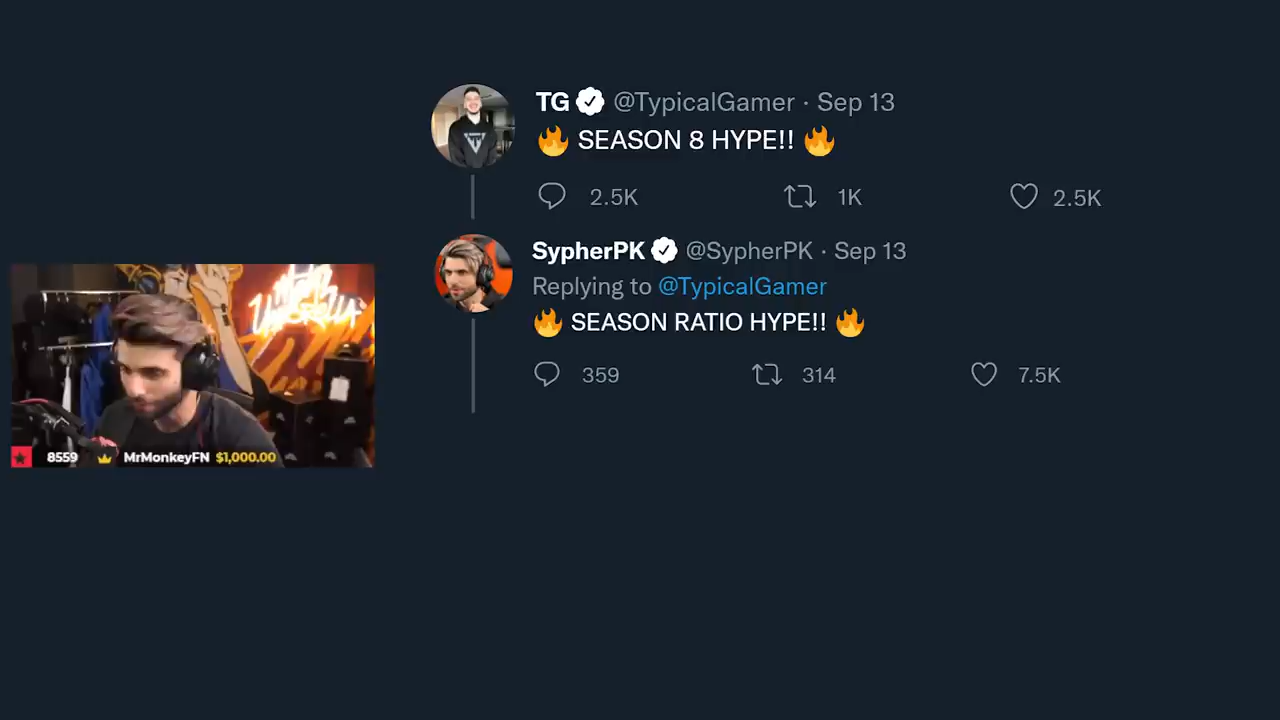 TG @TypicalGamer · Sep 13
🔥 SEASON 8 HYPE!! 🔥
2.5K 1K 2.5K
SypherPK @SypherPK · Sep 13
Replying to @TypicalGamer
🔥 SEASON RATIO HYPE!! 🔥
359 314 7.5K
8559 MrMonkeyFN $1,000.00